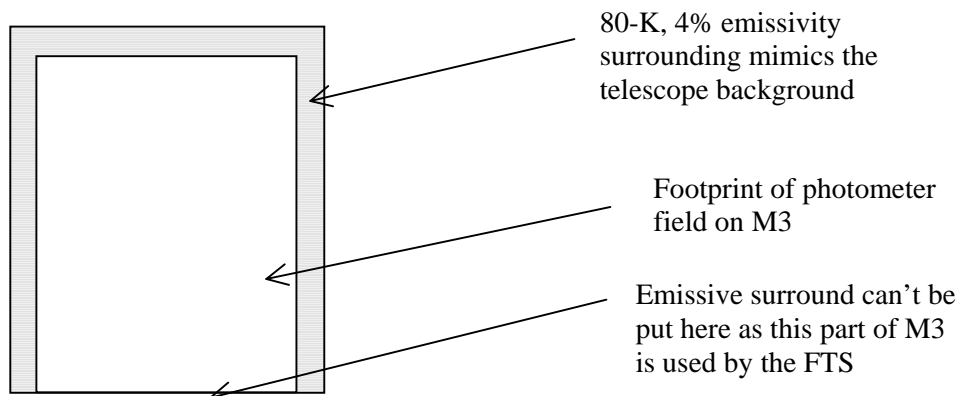 80-K, 4% emissivity
surrounding mimics the
telescope background
Footprint of photometer
field on M3
Emissive surround can’t be
put here as this part of M3
is used by the FTS